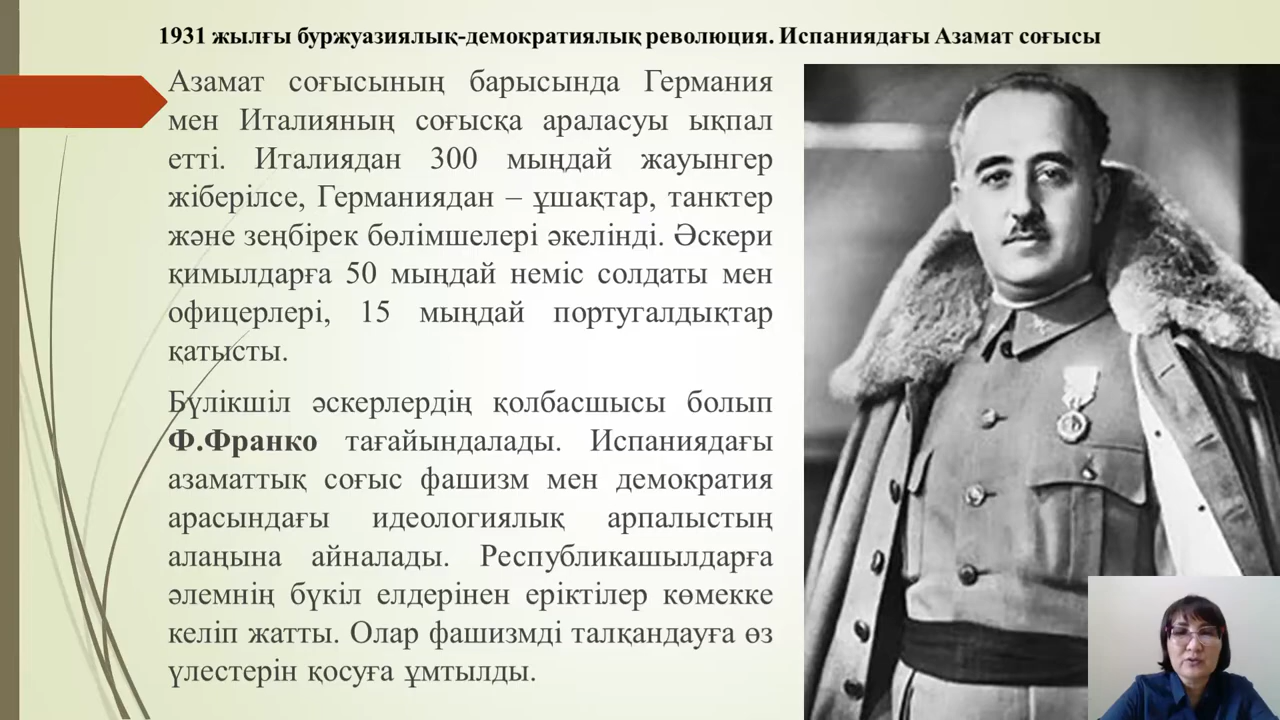 1931 жылғы буржуазиялық-демократиялық революция. Испаниядағы Азамат соғысы
Азамат соғысының барысында Германия
мен Италияның соғысқа араласуы ықпал
етті. Италиядан 300 мыңдай жауынгер
жіберілсе, Германиядан – ұшақтар, танктер
және зеңбірек бөлімшелері әкелінді. Әскери
қимылдарға 50 мыңдай неміс солдаты мен
офицерлері, 15 мыңдай португалдықтар
қатысты.
Бүлікшіл әскерлердің қолбасшысы болып
Ф.Франко тағайындалады. Испаниядағы
азаматтық соғыс фашизм мен демократия
арасындағы идеологиялық арпалыстың
алаңына айналады. Республикашылдарға
әлемнің бүкіл елдерінен еріктілер көмекке
келіп жатты. Олар фашизмді талқандауға өз
үлестерін қосуға ұмтылды.